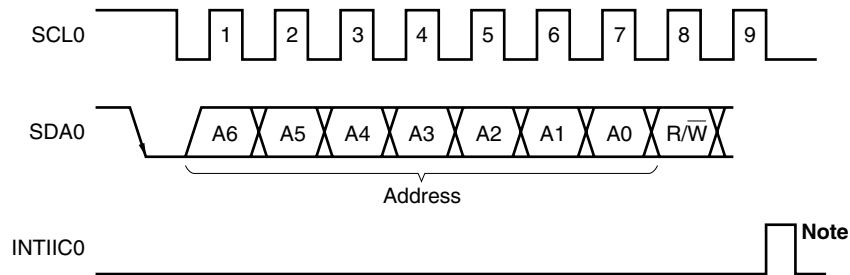 SCL0 1 2 3 4 5 6 7 8 9
SDA0 A6 A5 A4 A3 A2 A1 A0 R/W̅
Address
Note
INTIIC0